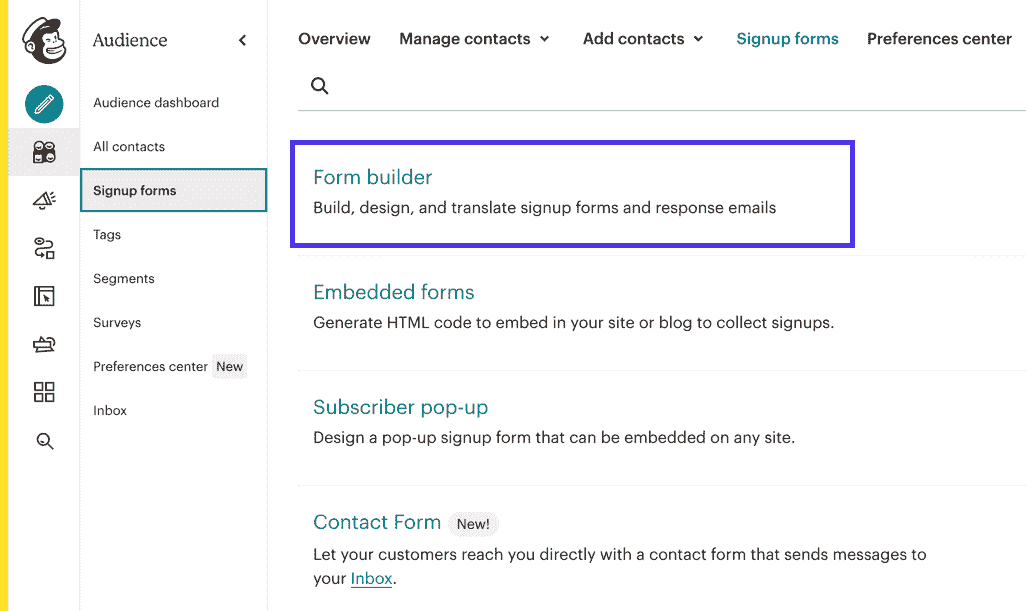 Audience
Audience dashboard
All contacts
Signup forms
Tags
Segments
Surveys
Preferences center New
Inbox
Overview Manage contacts Add contacts Signup forms Preferences center
Form builder
Build, design, and translate signup forms and response emails
Embedded forms
Generate HTML code to embed in your site or blog to collect signups.
Subscriber pop-up
Design a pop-up signup form that can be embedded on any site.
Contact Form New!
Let your customers reach you directly with a contact form that sends messages to
your Inbox.